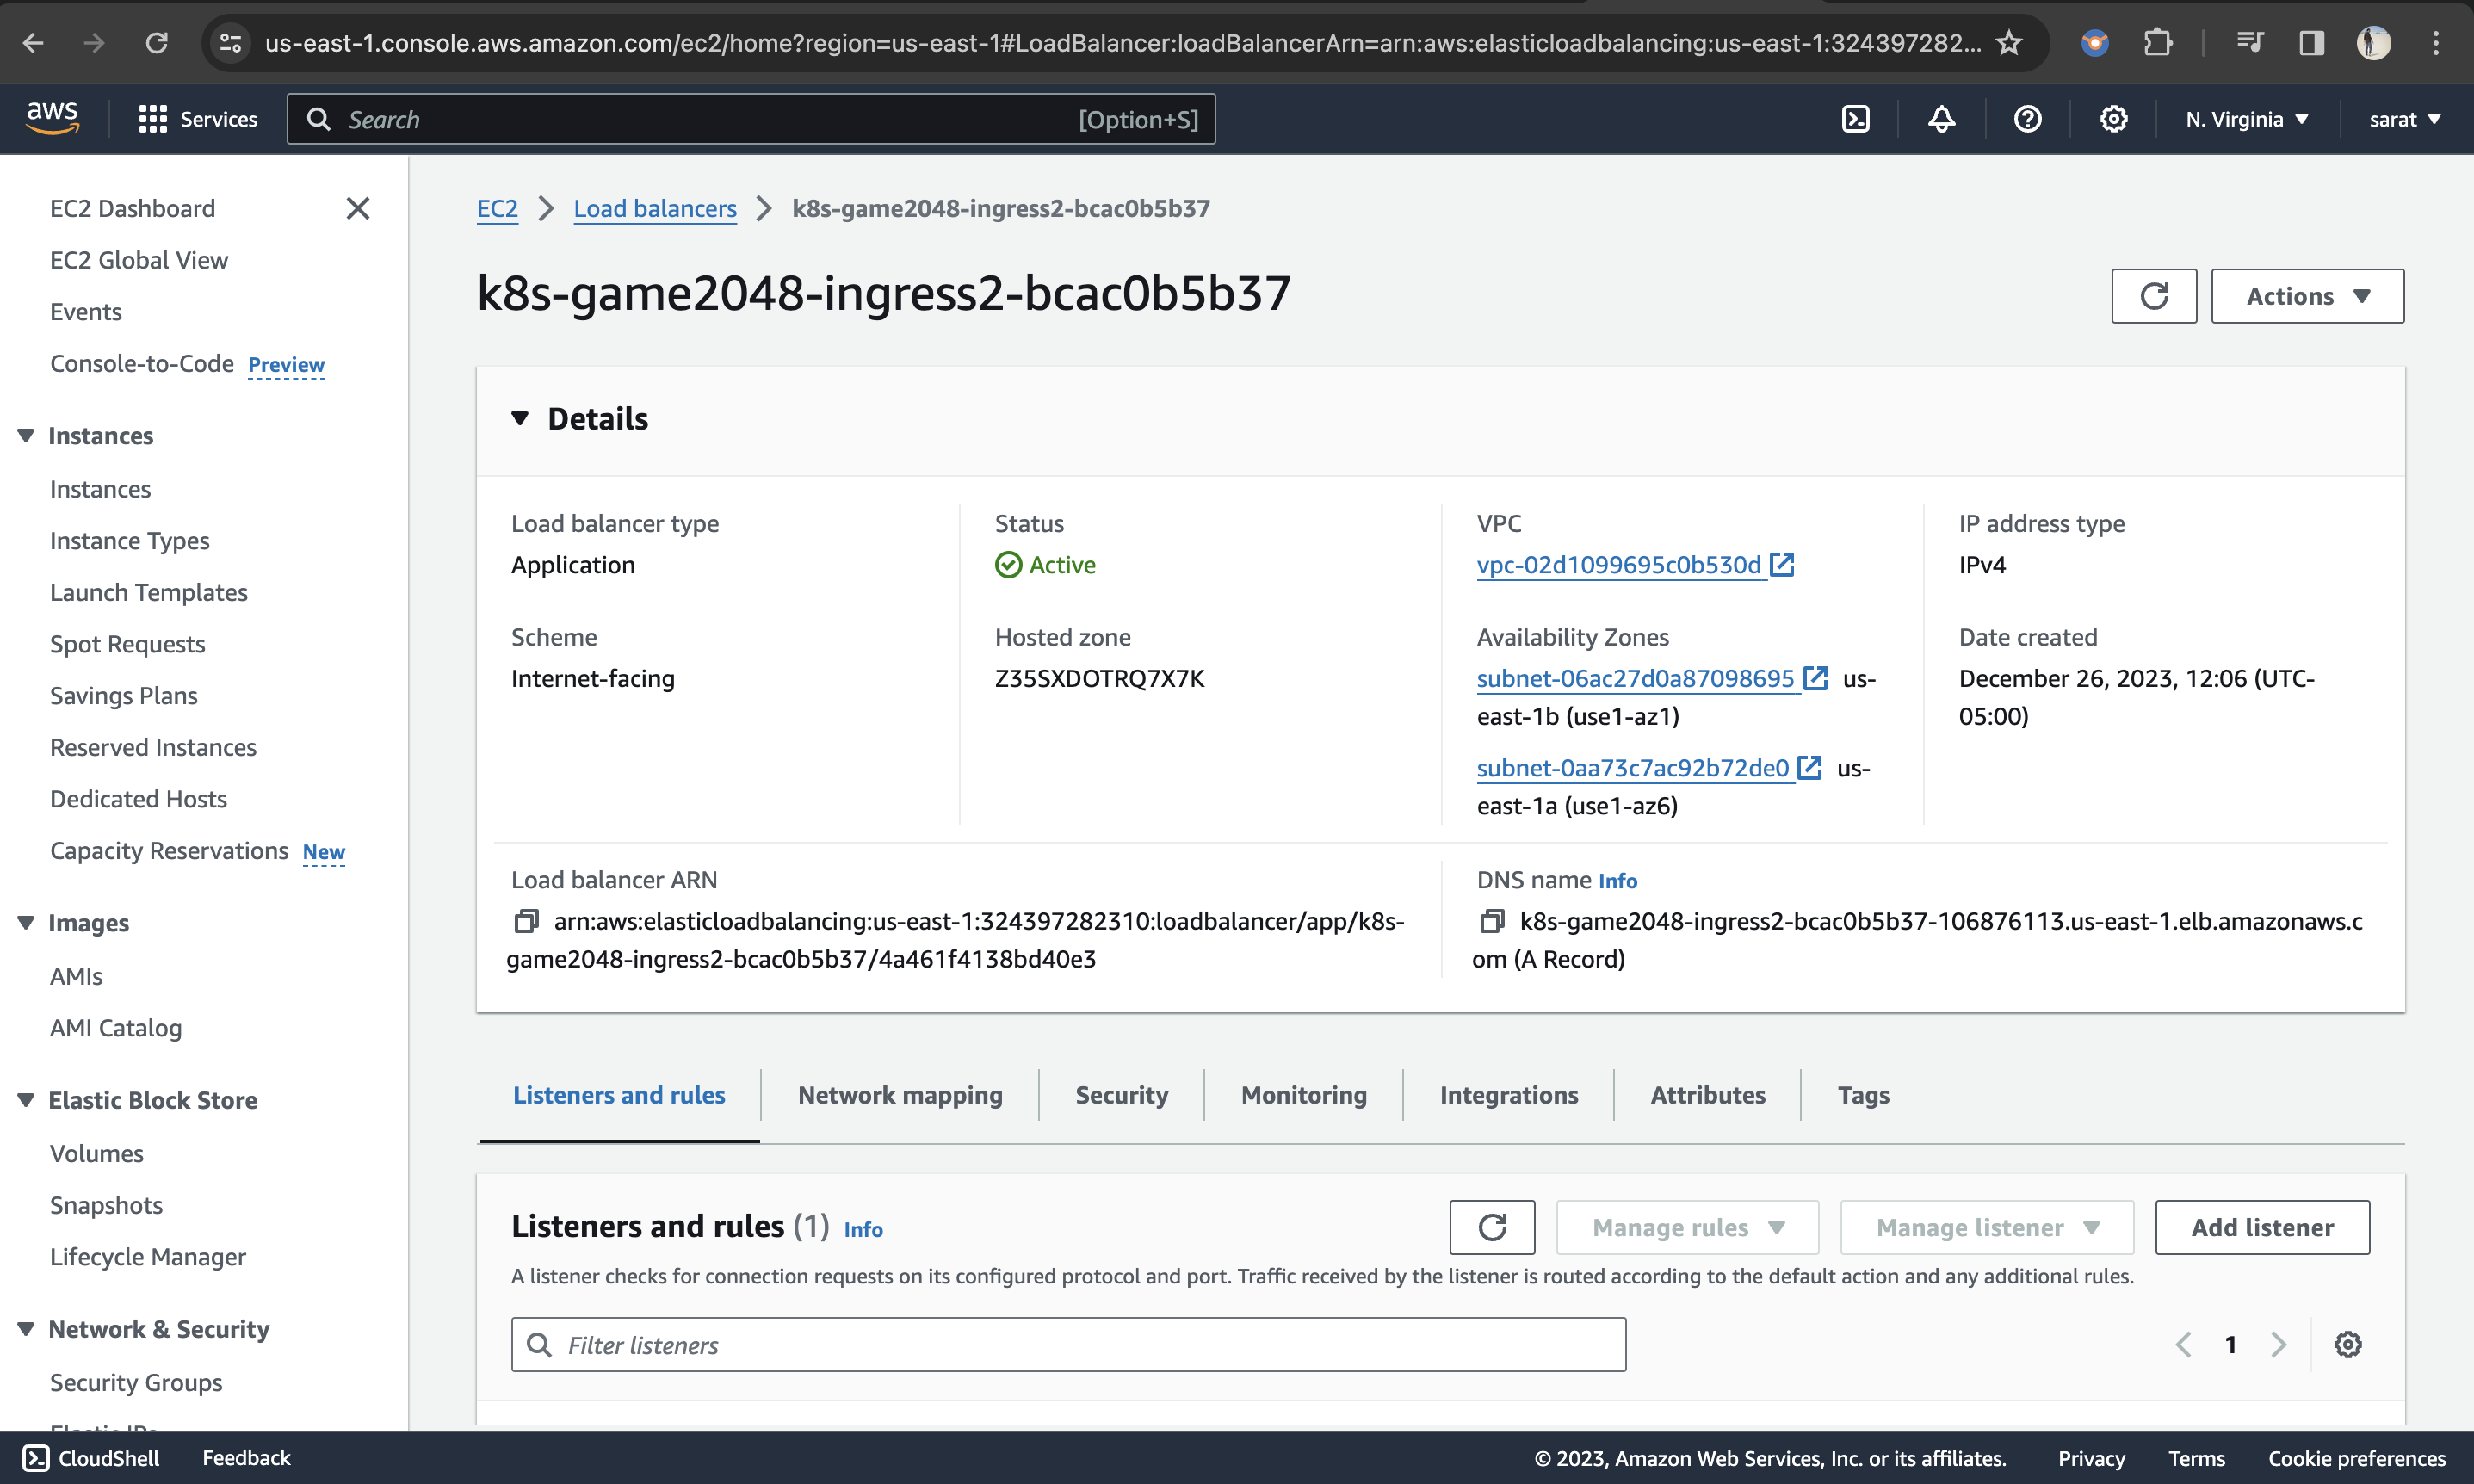 us-east-1.console.aws.amazon.com/ec2/home?region=us-east-1#LoadBalancer:loadBalancerArn=arn:aws:elasticloadbalancing:us-east-1:324397282...
aws
Services
Search
[Option+S]
N. Virginia
sarat
EC2 Dashboard
EC2 Global View
Events
Console-to-Code Preview
Instances
Instances
Instance Types
Launch Templates
Spot Requests
Savings Plans
Reserved Instances
Dedicated Hosts
Capacity Reservations New
Images
AMIs
AMI Catalog
Elastic Block Store
Volumes
Snapshots
Lifecycle Manager
Network & Security
Security Groups
Elastic IPs
EC2 > Load balancers > k8s-game2048-ingress2-bcac0b5b37
k8s-game2048-ingress2-bcac0b5b37
Actions
Details
Load balancer type
Application
Status
Active
VPC
vpc-02d1099695c0b530d
IP address type
IPv4
Scheme
Internet-facing
Hosted zone
Z35SXDOTRQ7X7K
Availability Zones
subnet-06ac27d0a87098695 us-
east-1b (use1-az1)
subnet-0aa73c7ac92b72de0 us-
east-1a (use1-az6)
Date created
December 26, 2023, 12:06 (UTC-
05:00)
Load balancer ARN
arn:aws:elasticloadbalancing:us-east-1:324397282310:loadbalancer/app/k8s-
game2048-ingress2-bcac0b5b37/4a461f4138bd40e3
DNS name Info
k8s-game2048-ingress2-bcac0b5b37-106876113.us-east-1.elb.amazonaws.c
om (A Record)
Listeners and rules
Network mapping
Security
Monitoring
Integrations
Attributes
Tags
Listeners and rules (1) Info
Manage rules
Manage listener
Add listener
A listener checks for connection requests on its configured protocol and port. Traffic received by the listener is routed according to the default action and any additional rules.
Filter listeners
1
CloudShell
Feedback
© 2023, Amazon Web Services, Inc. or its affiliates.
Privacy
Terms
Cookie preferences